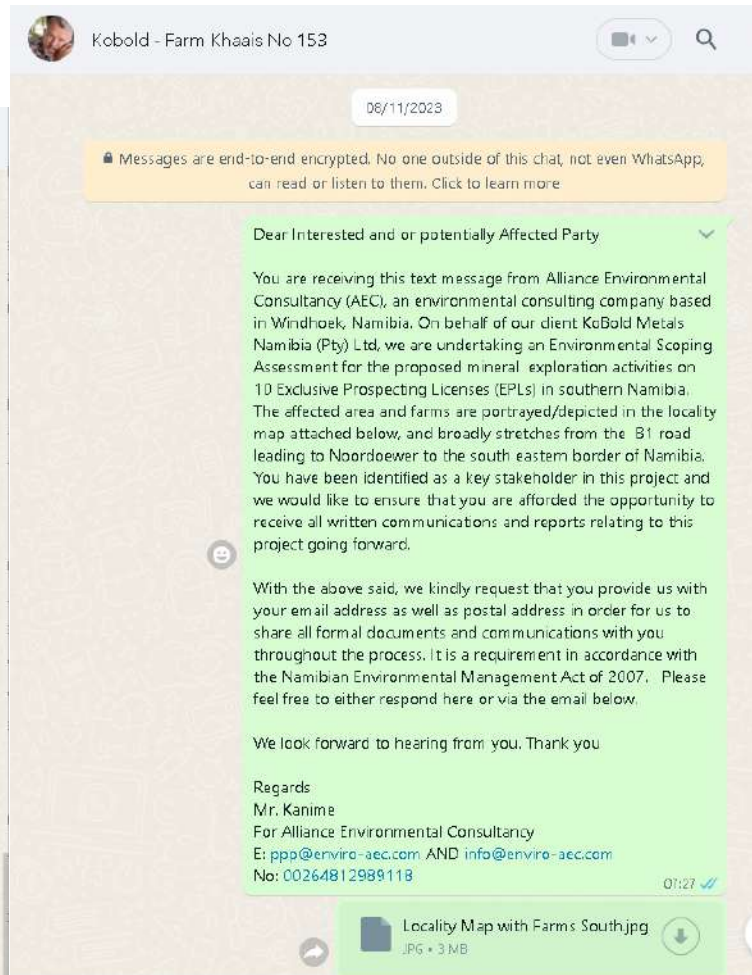 Kobold - Farm Khaais No 153
08/11/2023
Messages are end-to-end encrypted. No one outside of this chat, not even WhatsApp,
can read or listen to them. Click to learn more
Dear Interested and or potentially Affected Party
You are receiving this text message from Alliance Environmental
Consultancy (AEC), an environmental consulting company based
in Windhoek, Namibia. On behalf of our client KoBold Metals
Namibia (Pty) Ltd, we are undertaking an Environmental Scoping
Assessment for the proposed mineral exploration activities on
10 Exclusive Prospecting Licenses (EPLs) in southern Namibia.
The affected area and farms are portrayed/depicted in the locality
map attached below, and broadly stretches from the B1 road
leading to Noordoewer to the south eastern border of Namibia.
You have been identified as a key stakeholder in this project and
we would like to ensure that you are afforded the opportunity to
receive all written communications and reports relating to this
project going forward.
With the above said, we kindly request that you provide us with
your email address as well as postal address in order for us to
share all formal documents and communications with you
throughout the process. It is a requirement in accordance with
the Namibian Environmental Management Act of 2007. Please
feel free to either respond here or via the email below.
We look forward to hearing from you. Thank you
Regards
Mr. Kanime
For Alliance Environmental Consultancy
E: ppp@enviro-aec.com AND info@enviro-aec.com
No: 00264812989118
07:27
Locality Map with Farms South.jpg
JPG • 3 MB